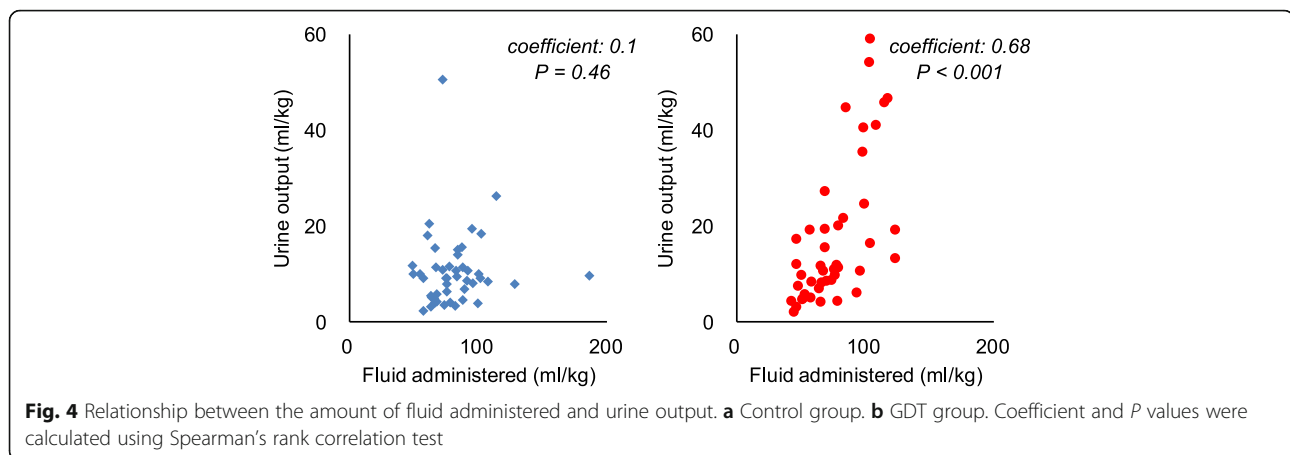 60
40
20
0
Urine output (ml/kg)
coefficient: 0.1
P = 0.46
0
100
200
Fluid administered (ml/kg)
60
40
20
0
Urine output (ml/kg)
coefficient: 0.68
P < 0.001
0
100
200
Fluid administered (ml/kg)
Fig. 4 Relationship between the amount of fluid administered and urine output. a Control group. b GDT group. Coefficient and P values were
calculated using Spearman's rank correlation test